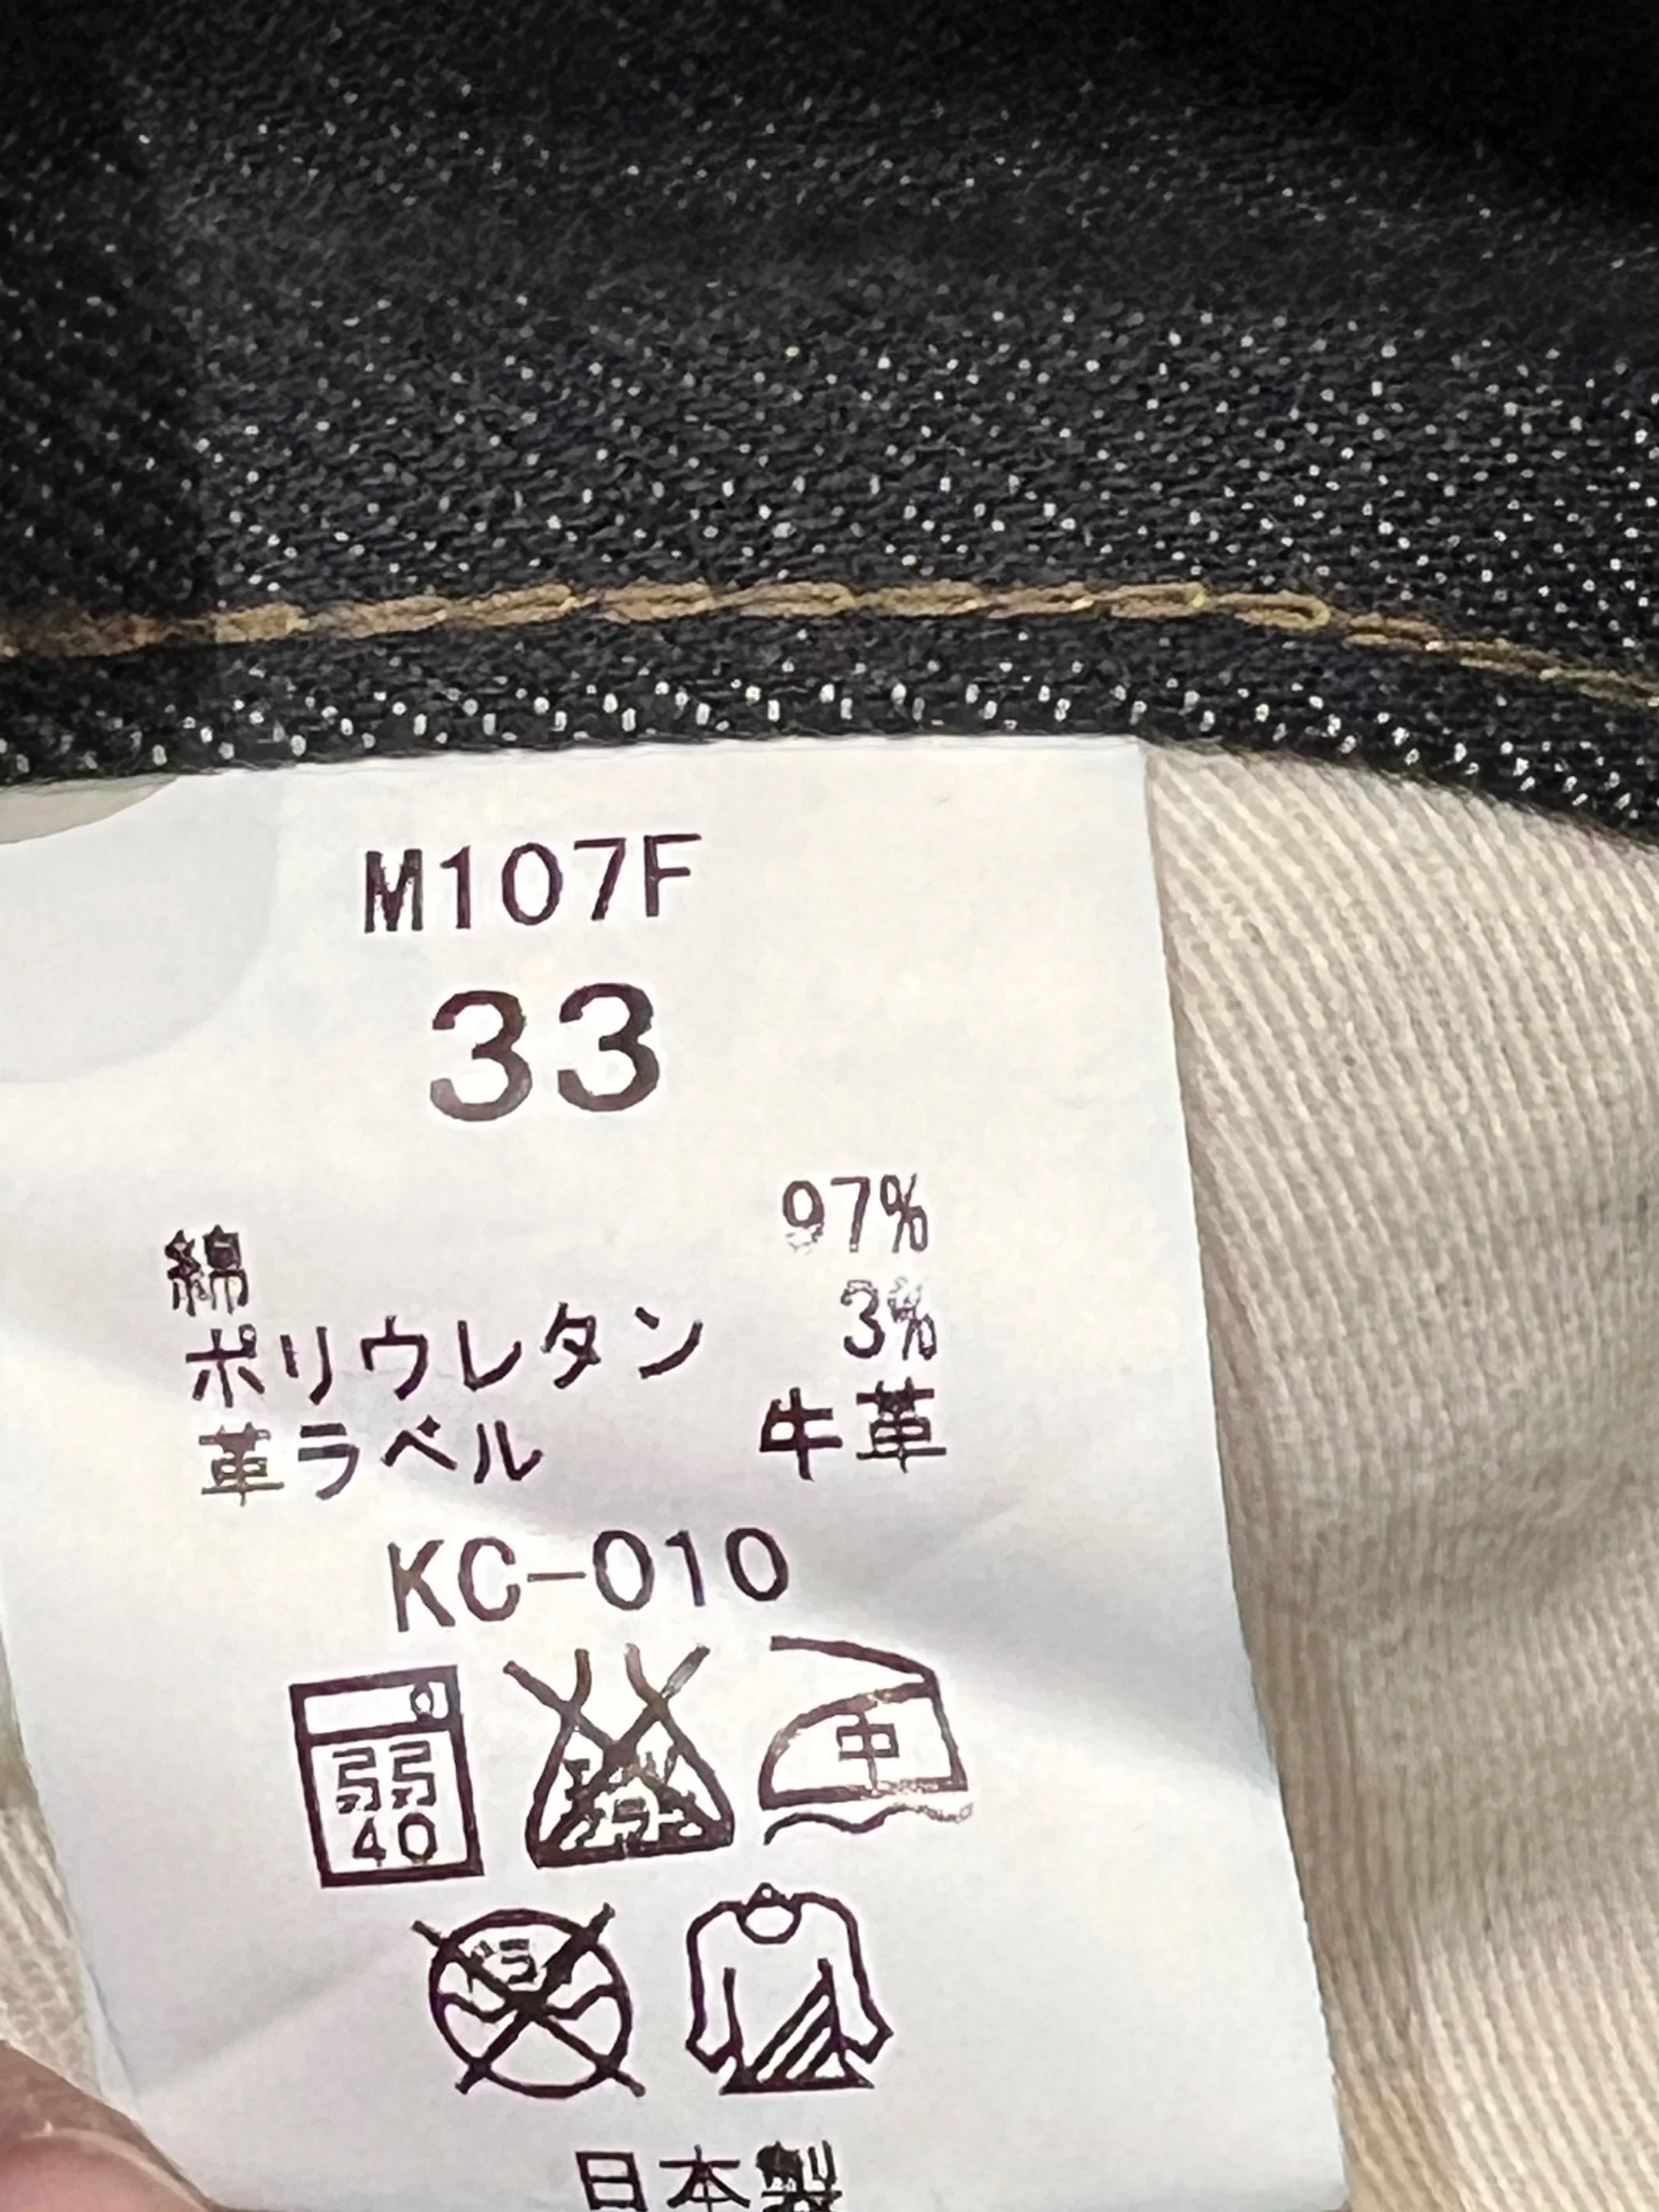 M107F
33
綿 97%
ポリウレタン 3%
革ラベル 牛革
KC-010
弱
40
中
日本製